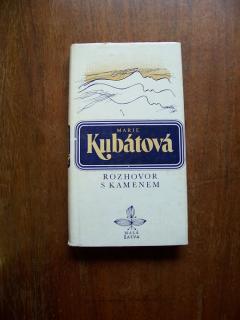 MARIE
Kubátová
ROZHOVOR
S KAMENEM
MALÁ
ŽATVA